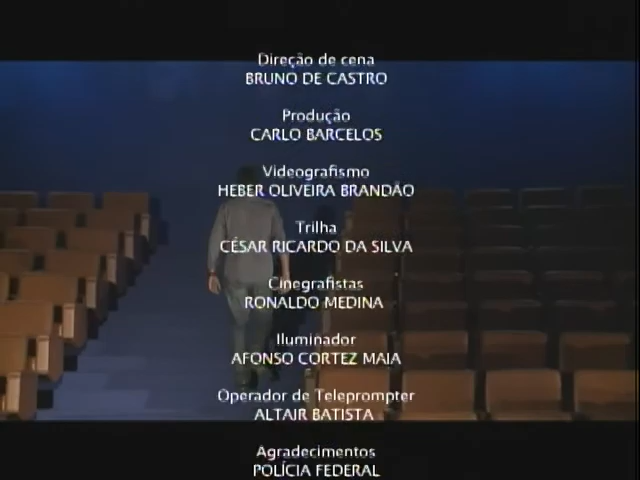 Direção de cena
BRUNO DE CASTRO
Produção
CARLO BARCELOS
Videografismo
HEBER OLIVEIRA BRANDÃO
Trilha
CÉSAR RICARDO DA SILVA
Cinegrafistas
RONALDO MEDINA
Iluminador
AFONSO CORTEZ MAIA
Operador de Teleprompter
ALTAIR BATISTA
Agradecimentos
POLÍCIA FEDERAL